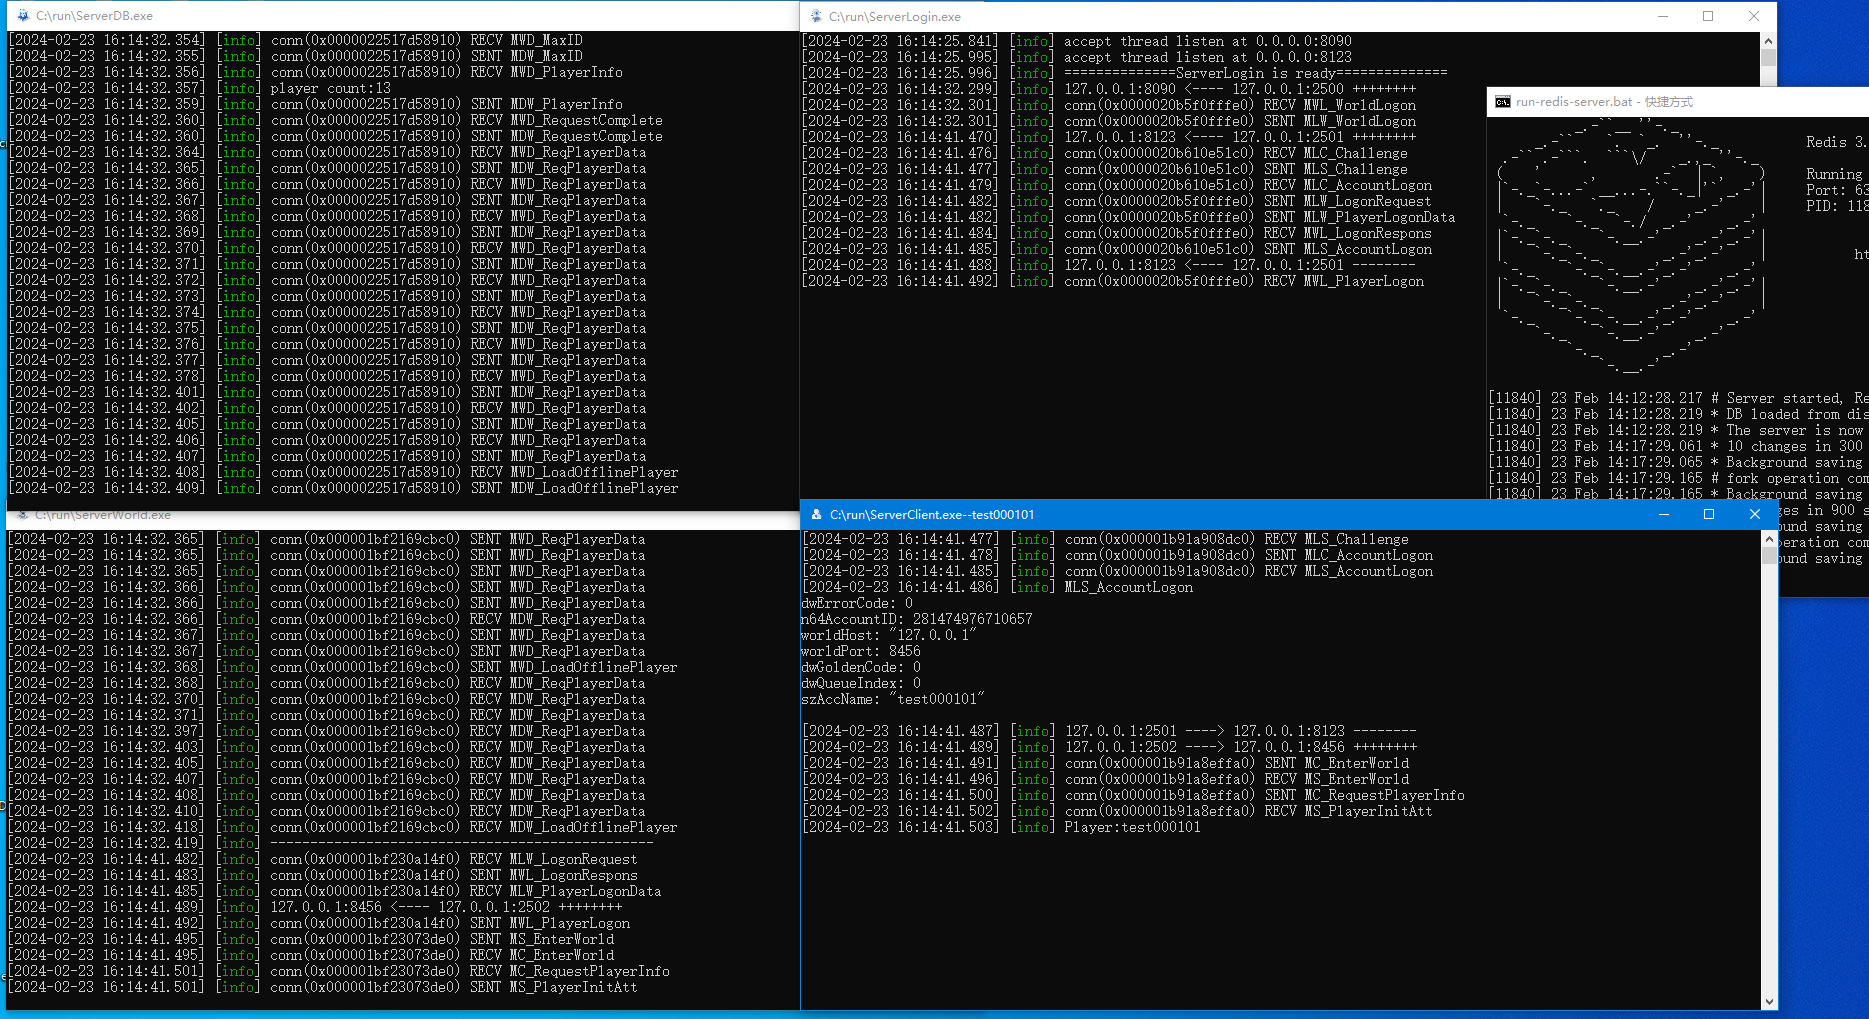 C:\run\ServerDB.exe
[2024-02-23 16:14:32.354] [info] conn(0x0000022517d58910) RECV MWD_MaxID
[2024-02-23 16:14:32.355] [info] conn(0x0000022517d58910) SENT MDW_MaxID
[2024-02-23 16:14:32.356] [info] conn(0x0000022517d58910) RECV MWD_PlayerInfo
[2024-02-23 16:14:32.357] [info] player count:13
[2024-02-23 16:14:32.359] [info] conn(0x0000022517d58910) SENT MDW_PlayerInfo
[2024-02-23 16:14:32.360] [info] conn(0x0000022517d58910) RECV MWD_RequestComplete
[2024-02-23 16:14:32.360] [info] conn(0x0000022517d58910) SENT MDW_RequestComplete
[2024-02-23 16:14:32.364] [info] conn(0x0000022517d58910) RECV MWD_ReqPlayerData
[2024-02-23 16:14:32.365] [info] conn(0x0000022517d58910) SENT MDW_ReqPlayerData
[2024-02-23 16:14:32.366] [info] conn(0x0000022517d58910) RECV MWD_ReqPlayerData
[2024-02-23 16:14:32.367] [info] conn(0x0000022517d58910) SENT MDW_ReqPlayerData
[2024-02-23 16:14:32.368] [info] conn(0x0000022517d58910) RECV MWD_ReqPlayerData
[2024-02-23 16:14:32.369] [info] conn(0x0000022517d58910) SENT MDW_ReqPlayerData
[2024-02-23 16:14:32.370] [info] conn(0x0000022517d58910) RECV MWD_ReqPlayerData
[2024-02-23 16:14:32.371] [info] conn(0x0000022517d58910) SENT MDW_ReqPlayerData
[2024-02-23 16:14:32.372] [info] conn(0x0000022517d58910) RECV MWD_ReqPlayerData
[2024-02-23 16:14:32.373] [info] conn(0x0000022517d58910) SENT MDW_ReqPlayerData
[2024-02-23 16:14:32.374] [info] conn(0x0000022517d58910) RECV MWD_ReqPlayerData
[2024-02-23 16:14:32.375] [info] conn(0x0000022517d58910) SENT MDW_ReqPlayerData
[2024-02-23 16:14:32.376] [info] conn(0x0000022517d58910) RECV MWD_ReqPlayerData
[2024-02-23 16:14:32.377] [info] conn(0x0000022517d58910) SENT MDW_ReqPlayerData
[2024-02-23 16:14:32.378] [info] conn(0x0000022517d58910) RECV MWD_ReqPlayerData
[2024-02-23 16:14:32.401] [info] conn(0x0000022517d58910) SENT MDW_ReqPlayerData
[2024-02-23 16:14:32.402] [info] conn(0x0000022517d58910) RECV MWD_ReqPlayerData
[2024-02-23 16:14:32.405] [info] conn(0x0000022517d58910) SENT MDW_ReqPlayerData
[2024-02-23 16:14:32.406] [info] conn(0x0000022517d58910) RECV MWD_ReqPlayerData
[2024-02-23 16:14:32.407] [info] conn(0x0000022517d58910) SENT MDW_ReqPlayerData
[2024-02-23 16:14:32.408] [info] conn(0x0000022517d58910) RECV MWD_LoadOfflinePlayer
[2024-02-23 16:14:32.409] [info] conn(0x0000022517d58910) SENT MDW_LoadOfflinePlayer
C:\run\ServerLogin.exe
[2024-02-23 16:14:25.841] [info] accept thread listen at 0.0.0.0:8090
[2024-02-23 16:14:25.995] [info] accept thread listen at 0.0.0.0:8123
[2024-02-23 16:14:25.996] [info] ==============ServerLogin is ready==============
[2024-02-23 16:14:32.299] [info] 127.0.0.1:8090 <---- 127.0.0.1:2500 ++++++++
[2024-02-23 16:14:32.301] [info] conn(0x0000020b5f0fffe0) RECV MWL_WorldLogon
[2024-02-23 16:14:32.301] [info] conn(0x0000020b5f0fffe0) SENT MLW_WorldLogon
[2024-02-23 16:14:41.470] [info] 127.0.0.1:8123 <---- 127.0.0.1:2501 ++++++++
[2024-02-23 16:14:41.476] [info] conn(0x0000020b610e51c0) RECV MLC_Challenge
[2024-02-23 16:14:41.477] [info] conn(0x0000020b610e51c0) SENT MLS_Challenge
[2024-02-23 16:14:41.479] [info] conn(0x0000020b610e51c0) RECV MLC_AccountLogon
[2024-02-23 16:14:41.482] [info] conn(0x0000020b5f0fffe0) SENT MLW_LogonRequest
[2024-02-23 16:14:41.482] [info] conn(0x0000020b5f0fffe0) SENT MLW_PlayerLogonData
[2024-02-23 16:14:41.484] [info] conn(0x0000020b5f0fffe0) RECV MWL_LogonRespons
[2024-02-23 16:14:41.485] [info] conn(0x0000020b610e51c0) SENT MLS_AccountLogon
[2024-02-23 16:14:41.488] [info] 127.0.0.1:8123 <---- 127.0.0.1:2501 --------
[2024-02-23 16:14:41.492] [info] conn(0x0000020b5f0fffe0) RECV MWL_PlayerLogon
run-redis-server.bat - 快捷方式
Redis 3.
Running
Port: 63
PID: 118
ht
[11840] 23 Feb 14:12:28.217 # Server started, Re
[11840] 23 Feb 14:12:28.219 * DB loaded from dis
[11840] 23 Feb 14:12:28.219 * The server is now
[11840] 23 Feb 14:17:29.061 * 10 changes in 300
[11840] 23 Feb 14:17:29.065 * Background saving
[11840] 23 Feb 14:17:29.165 # fork operation com
[11840] 23 Feb 14:17:29.165 * Background saving
ges in 900 s
ound saving
operation com
ound saving
C:\run\ServerWorld.exe
[2024-02-23 16:14:32.365] [info] conn(0x000001bf2169cbc0) SENT MWD_ReqPlayerData
[2024-02-23 16:14:32.365] [info] conn(0x000001bf2169cbc0) SENT MWD_ReqPlayerData
[2024-02-23 16:14:32.365] [info] conn(0x000001bf2169cbc0) SENT MWD_ReqPlayerData
[2024-02-23 16:14:32.366] [info] conn(0x000001bf2169cbc0) SENT MWD_ReqPlayerData
[2024-02-23 16:14:32.366] [info] conn(0x000001bf2169cbc0) SENT MWD_ReqPlayerData
[2024-02-23 16:14:32.366] [info] conn(0x000001bf2169cbc0) RECV MDW_ReqPlayerData
[2024-02-23 16:14:32.367] [info] conn(0x000001bf2169cbc0) SENT MWD_ReqPlayerData
[2024-02-23 16:14:32.367] [info] conn(0x000001bf2169cbc0) SENT MWD_ReqPlayerData
[2024-02-23 16:14:32.368] [info] conn(0x000001bf2169cbc0) SENT MWD_LoadOfflinePlayer
[2024-02-23 16:14:32.368] [info] conn(0x000001bf2169cbc0) RECV MDW_ReqPlayerData
[2024-02-23 16:14:32.370] [info] conn(0x000001bf2169cbc0) RECV MDW_ReqPlayerData
[2024-02-23 16:14:32.371] [info] conn(0x000001bf2169cbc0) RECV MDW_ReqPlayerData
[2024-02-23 16:14:32.397] [info] conn(0x000001bf2169cbc0) RECV MDW_ReqPlayerData
[2024-02-23 16:14:32.403] [info] conn(0x000001bf2169cbc0) RECV MDW_ReqPlayerData
[2024-02-23 16:14:32.405] [info] conn(0x000001bf2169cbc0) RECV MDW_ReqPlayerData
[2024-02-23 16:14:32.407] [info] conn(0x000001bf2169cbc0) RECV MDW_ReqPlayerData
[2024-02-23 16:14:32.408] [info] conn(0x000001bf2169cbc0) RECV MDW_ReqPlayerData
[2024-02-23 16:14:32.410] [info] conn(0x000001bf2169cbc0) RECV MDW_ReqPlayerData
[2024-02-23 16:14:32.418] [info] conn(0x000001bf2169cbc0) RECV MDW_LoadOfflinePlayer
[2024-02-23 16:14:32.419] [info] ------------------------------------------------
[2024-02-23 16:14:41.482] [info] conn(0x000001bf230a14f0) RECV MLW_LogonRequest
[2024-02-23 16:14:41.483] [info] conn(0x000001bf230a14f0) SENT MWL_LogonRespons
[2024-02-23 16:14:41.485] [info] conn(0x000001bf230a14f0) RECV MLW_PlayerLogonData
[2024-02-23 16:14:41.489] [info] 127.0.0.1:8456 <---- 127.0.0.1:2502 ++++++++
[2024-02-23 16:14:41.492] [info] conn(0x000001bf230a14f0) SENT MWL_PlayerLogon
[2024-02-23 16:14:41.495] [info] conn(0x000001bf23073de0) SENT MS_EnterWorld
[2024-02-23 16:14:41.495] [info] conn(0x000001bf23073de0) RECV MC_EnterWorld
[2024-02-23 16:14:41.501] [info] conn(0x000001bf23073de0) RECV MC_RequestPlayerInfo
[2024-02-23 16:14:41.501] [info] conn(0x000001bf23073de0) SENT MS_PlayerInitAtt
C:\run\ServerClient.exe--test000101
[2024-02-23 16:14:41.477] [info] conn(0x000001b91a908dc0) RECV MLS_Challenge
[2024-02-23 16:14:41.478] [info] conn(0x000001b91a908dc0) SENT MLC_AccountLogon
[2024-02-23 16:14:41.485] [info] conn(0x000001b91a908dc0) RECV MLS_AccountLogon
[2024-02-23 16:14:41.486] [info] MLS_AccountLogon
dwErrorCode: 0
n64AccountID: 281474976710657
worldHost: "127.0.0.1"
worldPort: 8456
dwGoldenCode: 0
dwQueueIndex: 0
szAccName: "test000101"
[2024-02-23 16:14:41.487] [info] 127.0.0.1:2501 ----> 127.0.0.1:8123 --------
[2024-02-23 16:14:41.489] [info] 127.0.0.1:2502 ----> 127.0.0.1:8456 ++++++++
[2024-02-23 16:14:41.491] [info] conn(0x000001b91a8effa0) SENT MC_EnterWorld
[2024-02-23 16:14:41.496] [info] conn(0x000001b91a8effa0) RECV MS_EnterWorld
[2024-02-23 16:14:41.500] [info] conn(0x000001b91a8effa0) SENT MC_RequestPlayerInfo
[2024-02-23 16:14:41.502] [info] conn(0x000001b91a8effa0) RECV MS_PlayerInitAtt
[2024-02-23 16:14:41.503] [info] Player:test000101